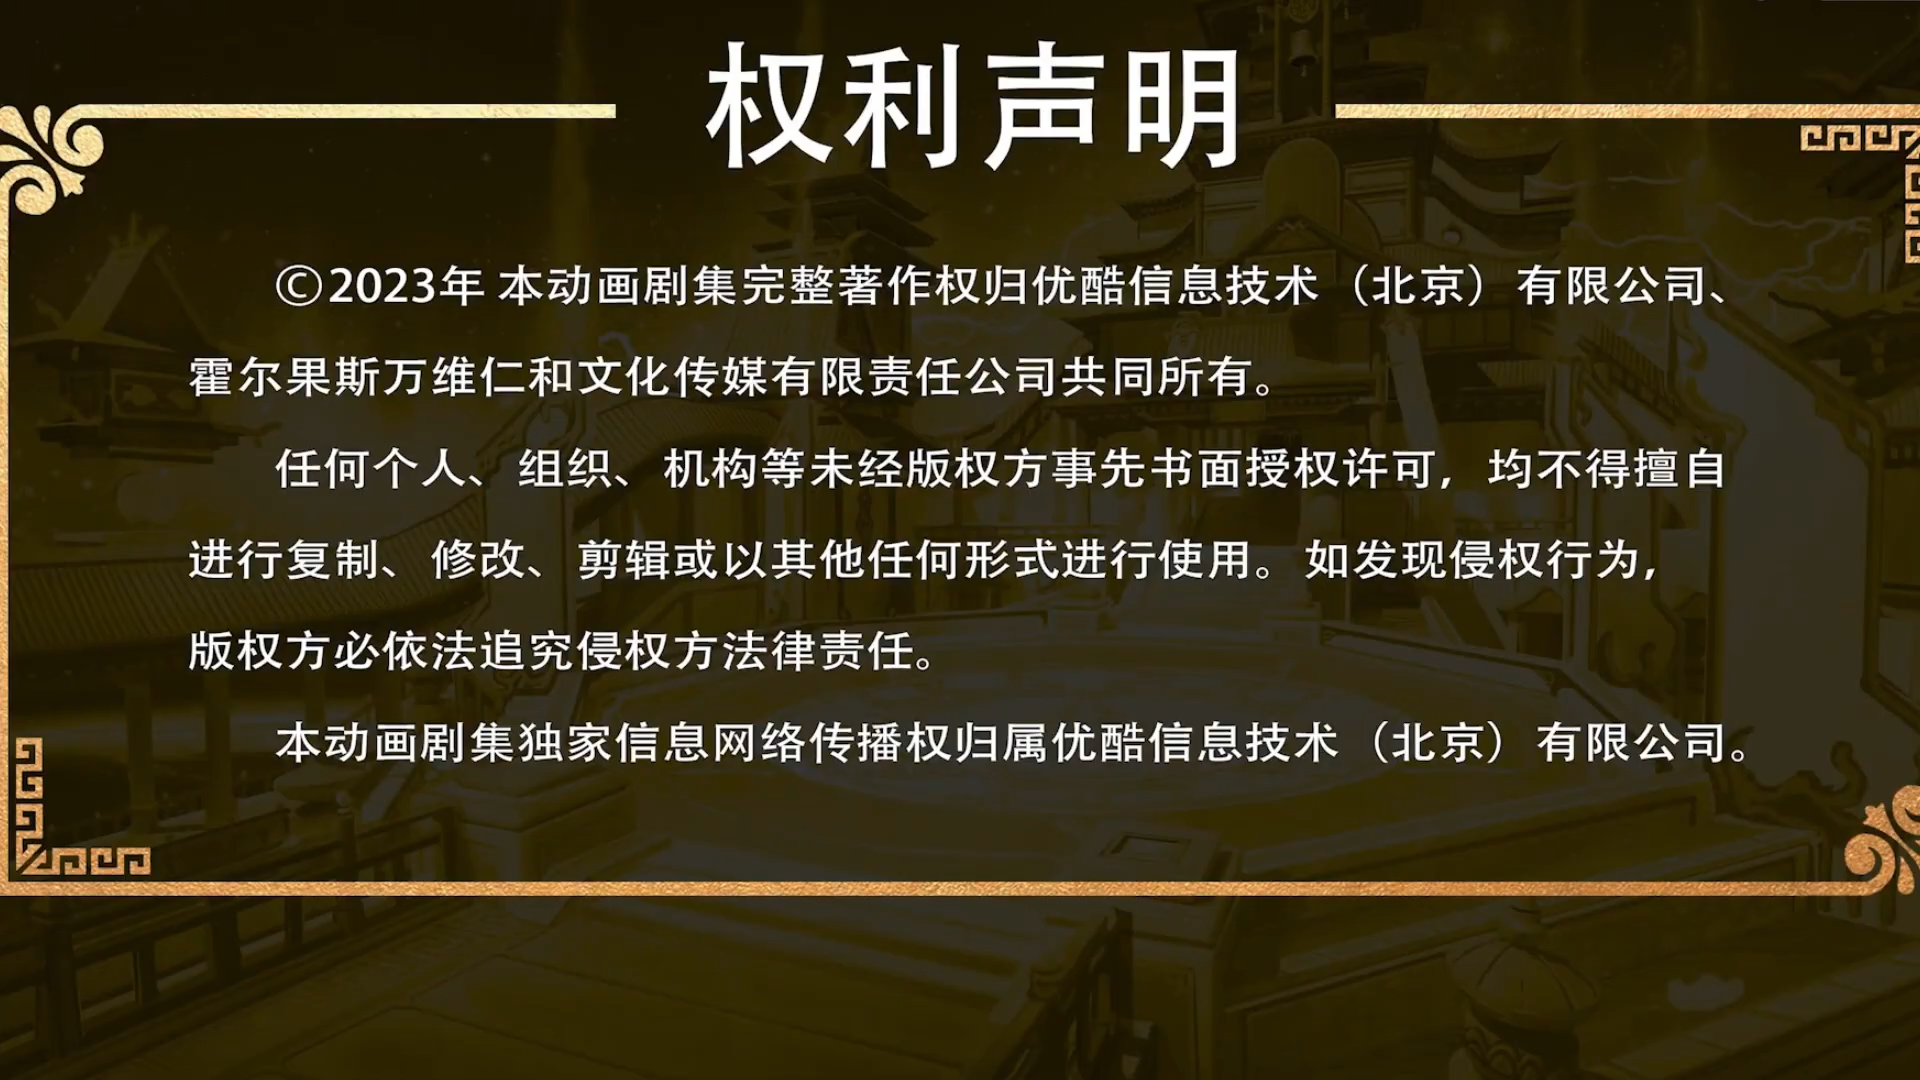 权利声明
©2023年 本动画剧集完整著作权归优酷信息技术（北京）有限公司、
霍尔果斯万维仁和文化传媒有限责任公司共同所有。
任何个人、组织、机构等未经版权方事先书面授权许可，均不得擅自
进行复制、修改、剪辑或以其他任何形式进行使用。如发现侵权行为，
版权方必依法追究侵权方法律责任。
本动画剧集独家信息网络传播权归属优酷信息技术（北京）有限公司。